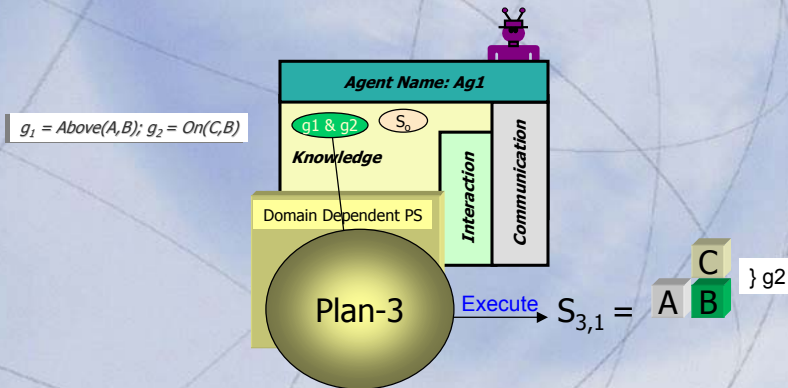 Agent Name: Ag1
g₁ = Above(A,B); g₂ = On(C,B)
g1 & g2
Sₒ
Knowledge
Interaction
Communication
Domain Dependent PS
Plan-3
Execute
S₃,₁ =
C
A B
} g2